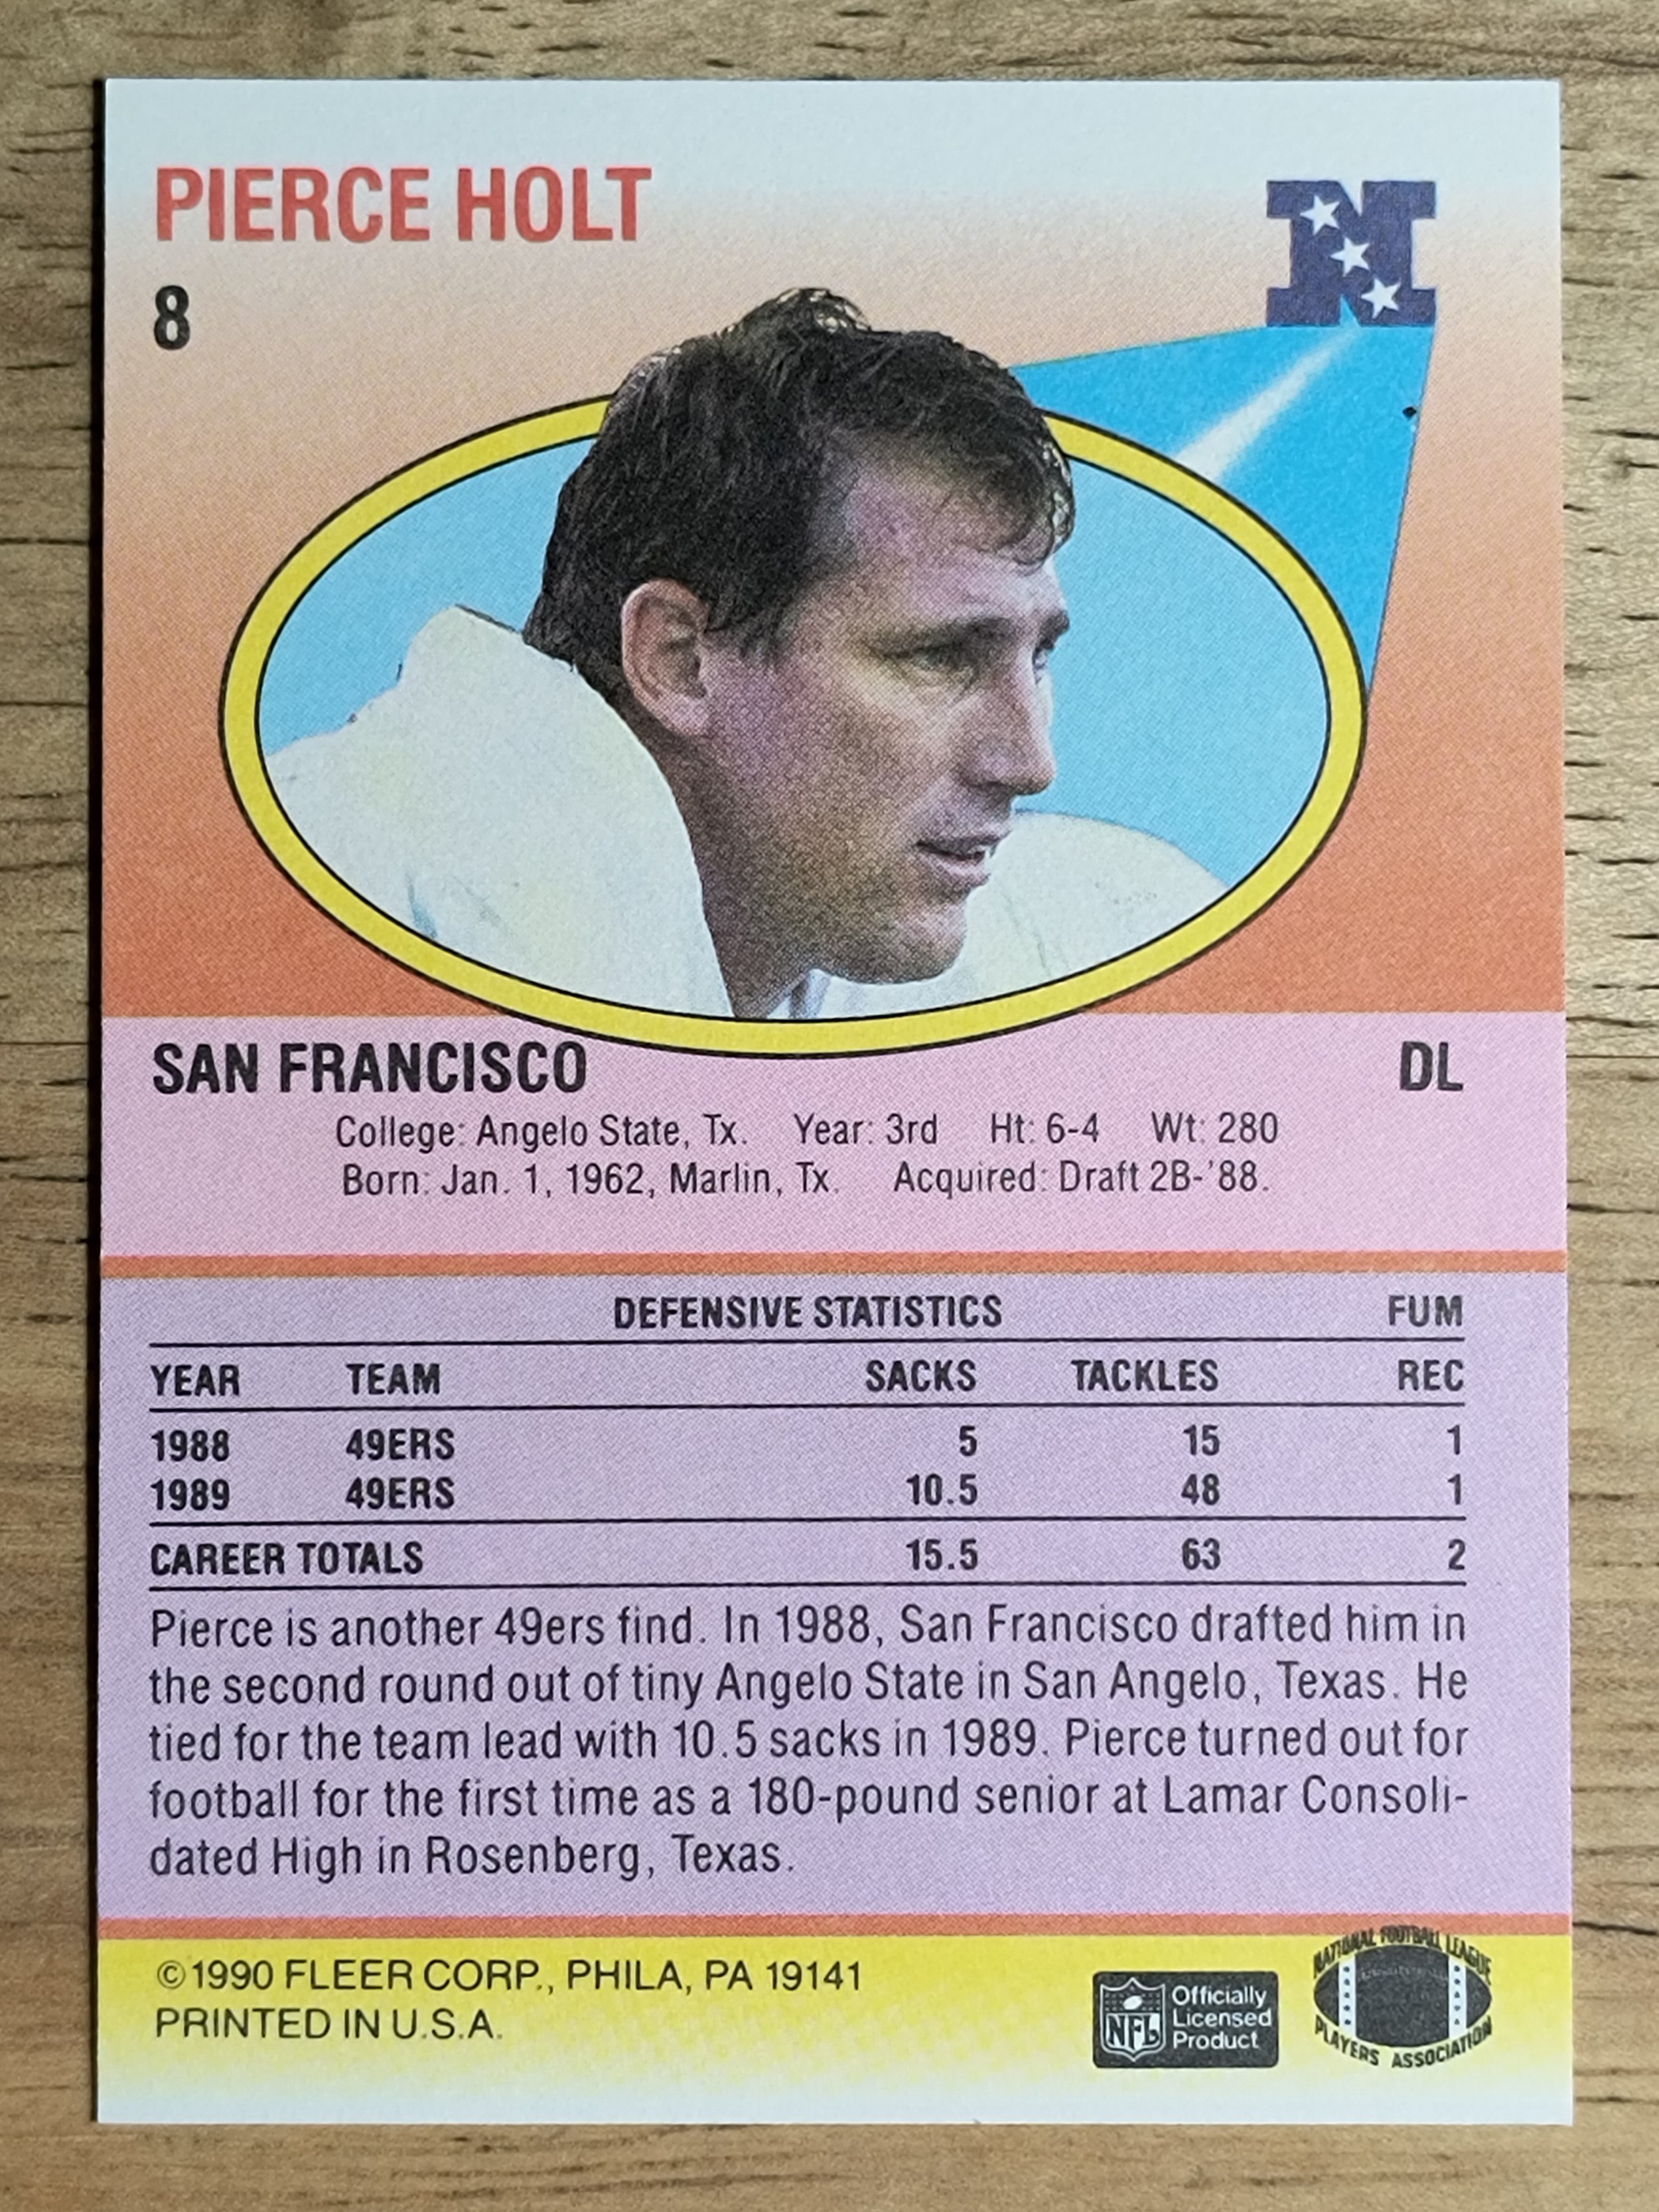 PIERCE HOLT
8
N
SAN FRANCISCO DL
College: Angelo State, Tx. Year: 3rd Ht: 6-4 Wt: 280
Born: Jan. 1, 1962, Marlin, Tx. Acquired: Draft 2B-'88.
DEFENSIVE STATISTICS FUM
YEAR TEAM SACKS TACKLES REC
1988 49ERS 5 15 1
1989 49ERS 10.5 48 1
CAREER TOTALS 15.5 63 2
Pierce is another 49ers find. In 1988, San Francisco drafted him in
the second round out of tiny Angelo State in San Angelo, Texas. He
tied for the team lead with 10.5 sacks in 1989. Pierce turned out for
football for the first time as a 180-pound senior at Lamar Consoli-
dated High in Rosenberg, Texas.
©1990 FLEER CORP., PHILA, PA 19141
PRINTED IN U.S.A.
NFL
Officially
Licensed
Product
NATIONAL FOOTBALL LEAGUE
PLAYERS ASSOCIATION